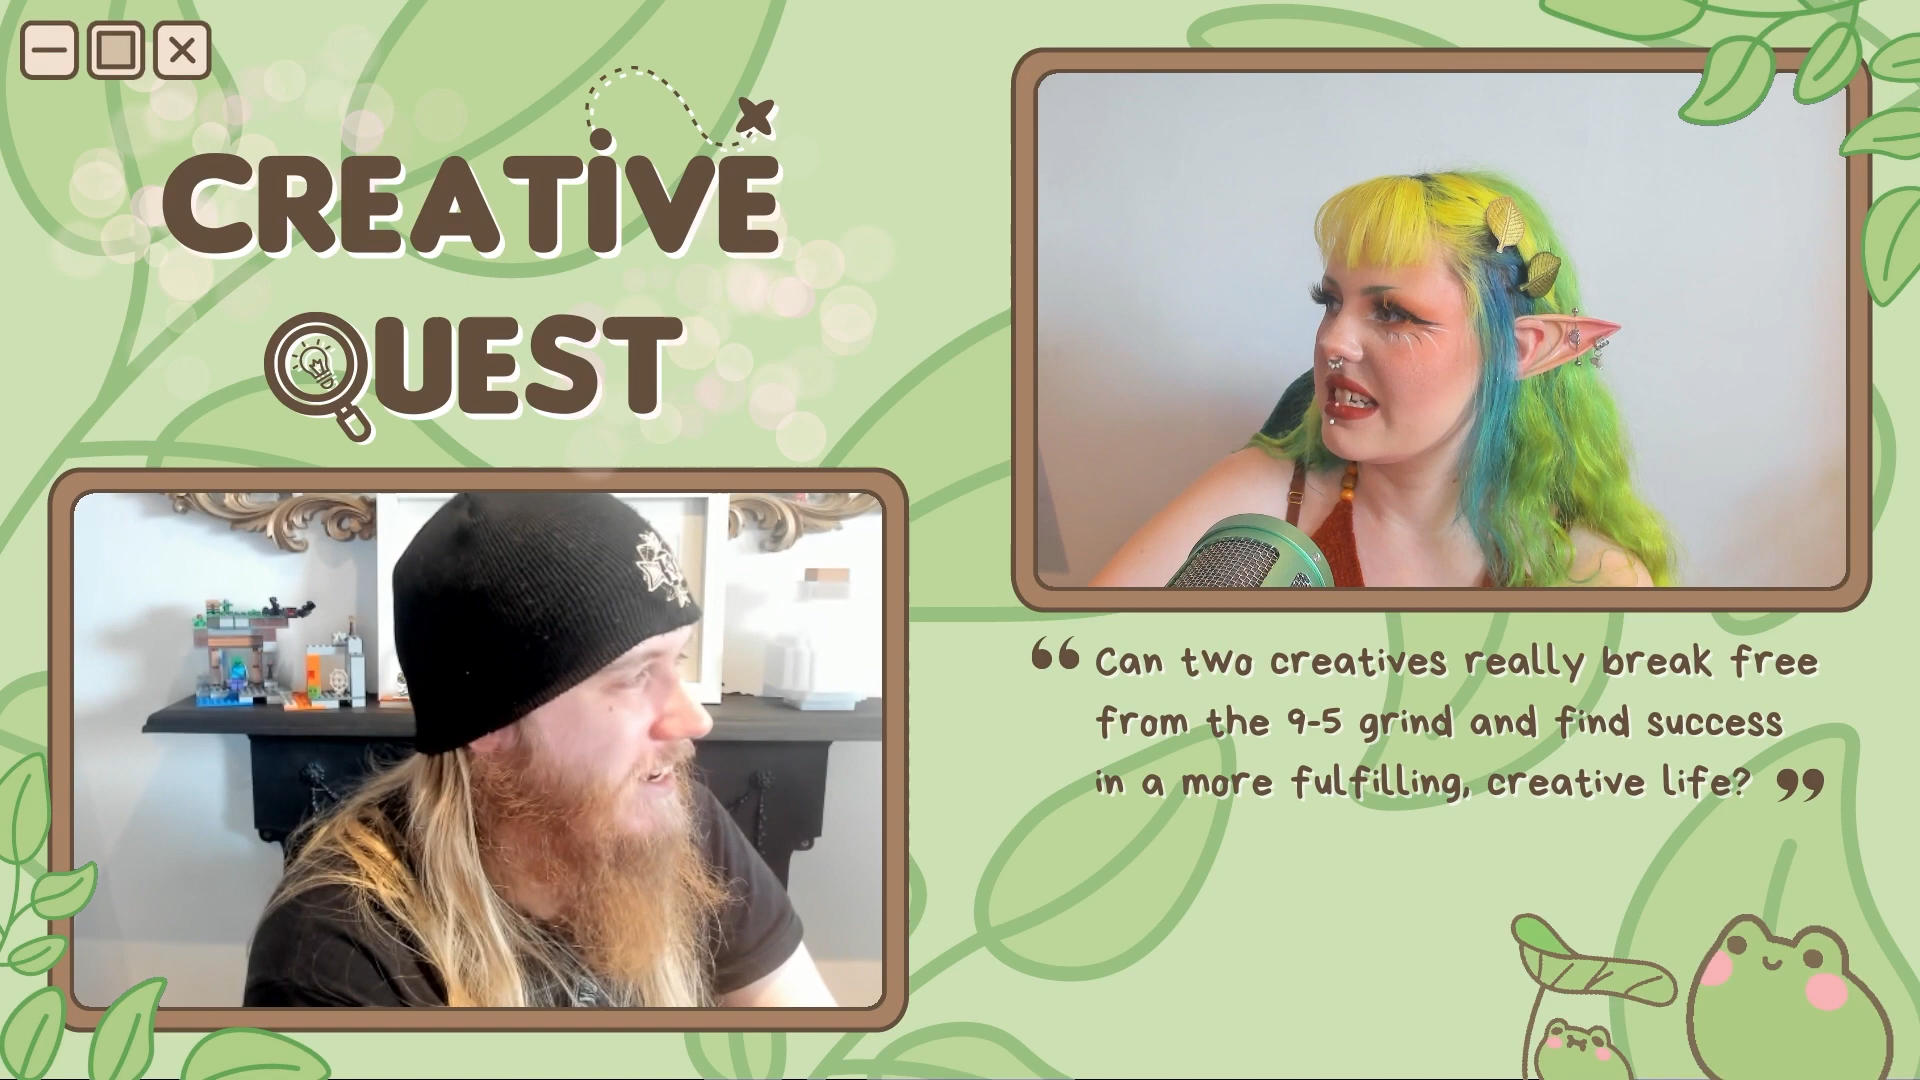 CREATiVE
QUEST
“Can two creatives really break free
from the 9-5 grind and find success
in a more fulfilling, creative life?”